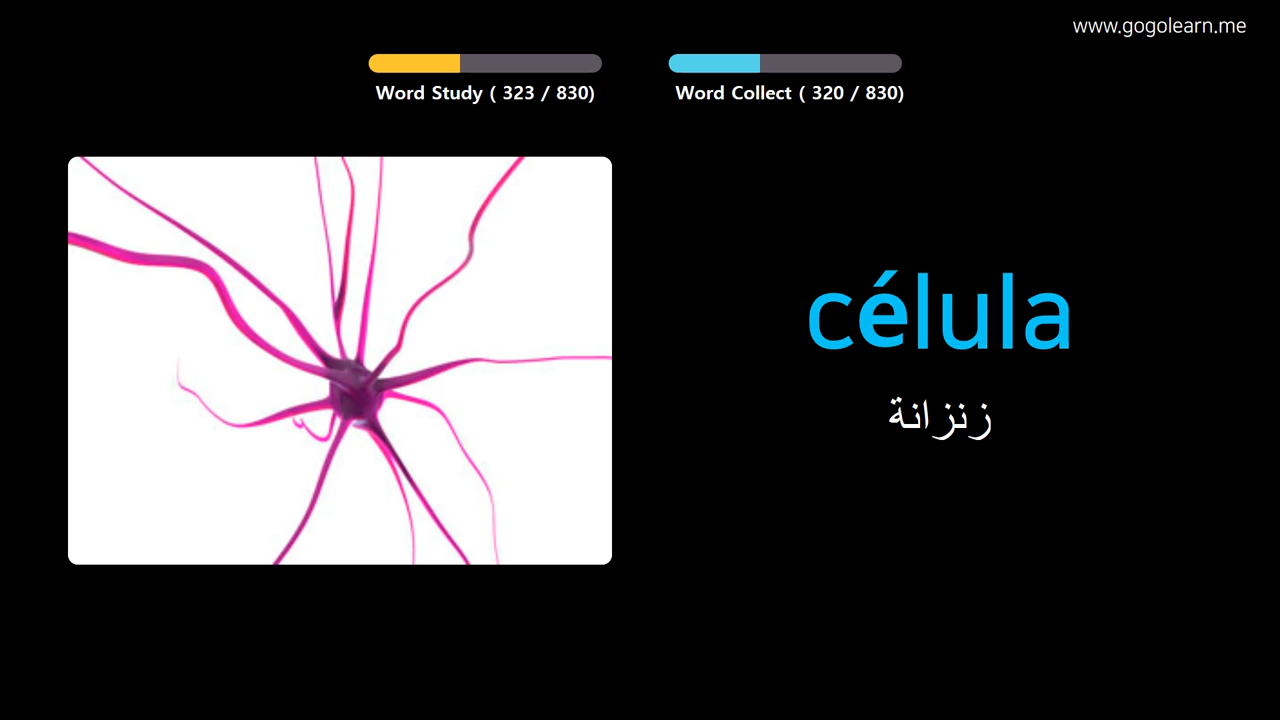 www.gogolearn.me
Word Study ( 323 / 830)
Word Collect ( 320 / 830)
célula
زنزانة